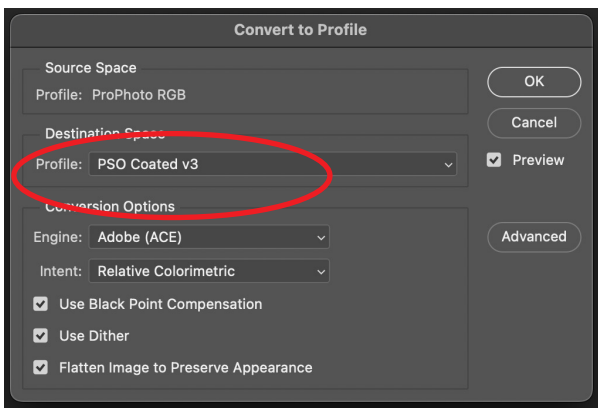 Convert to Profile
Source Space
Profile: ProPhoto RGB
OK
Cancel
Preview
Destination Space
Profile: PSO Coated v3
Conversion Options
Engine: Adobe (ACE)
Advanced
Intent: Relative Colorimetric
Use Black Point Compensation
Use Dither
Flatten Image to Preserve Appearance